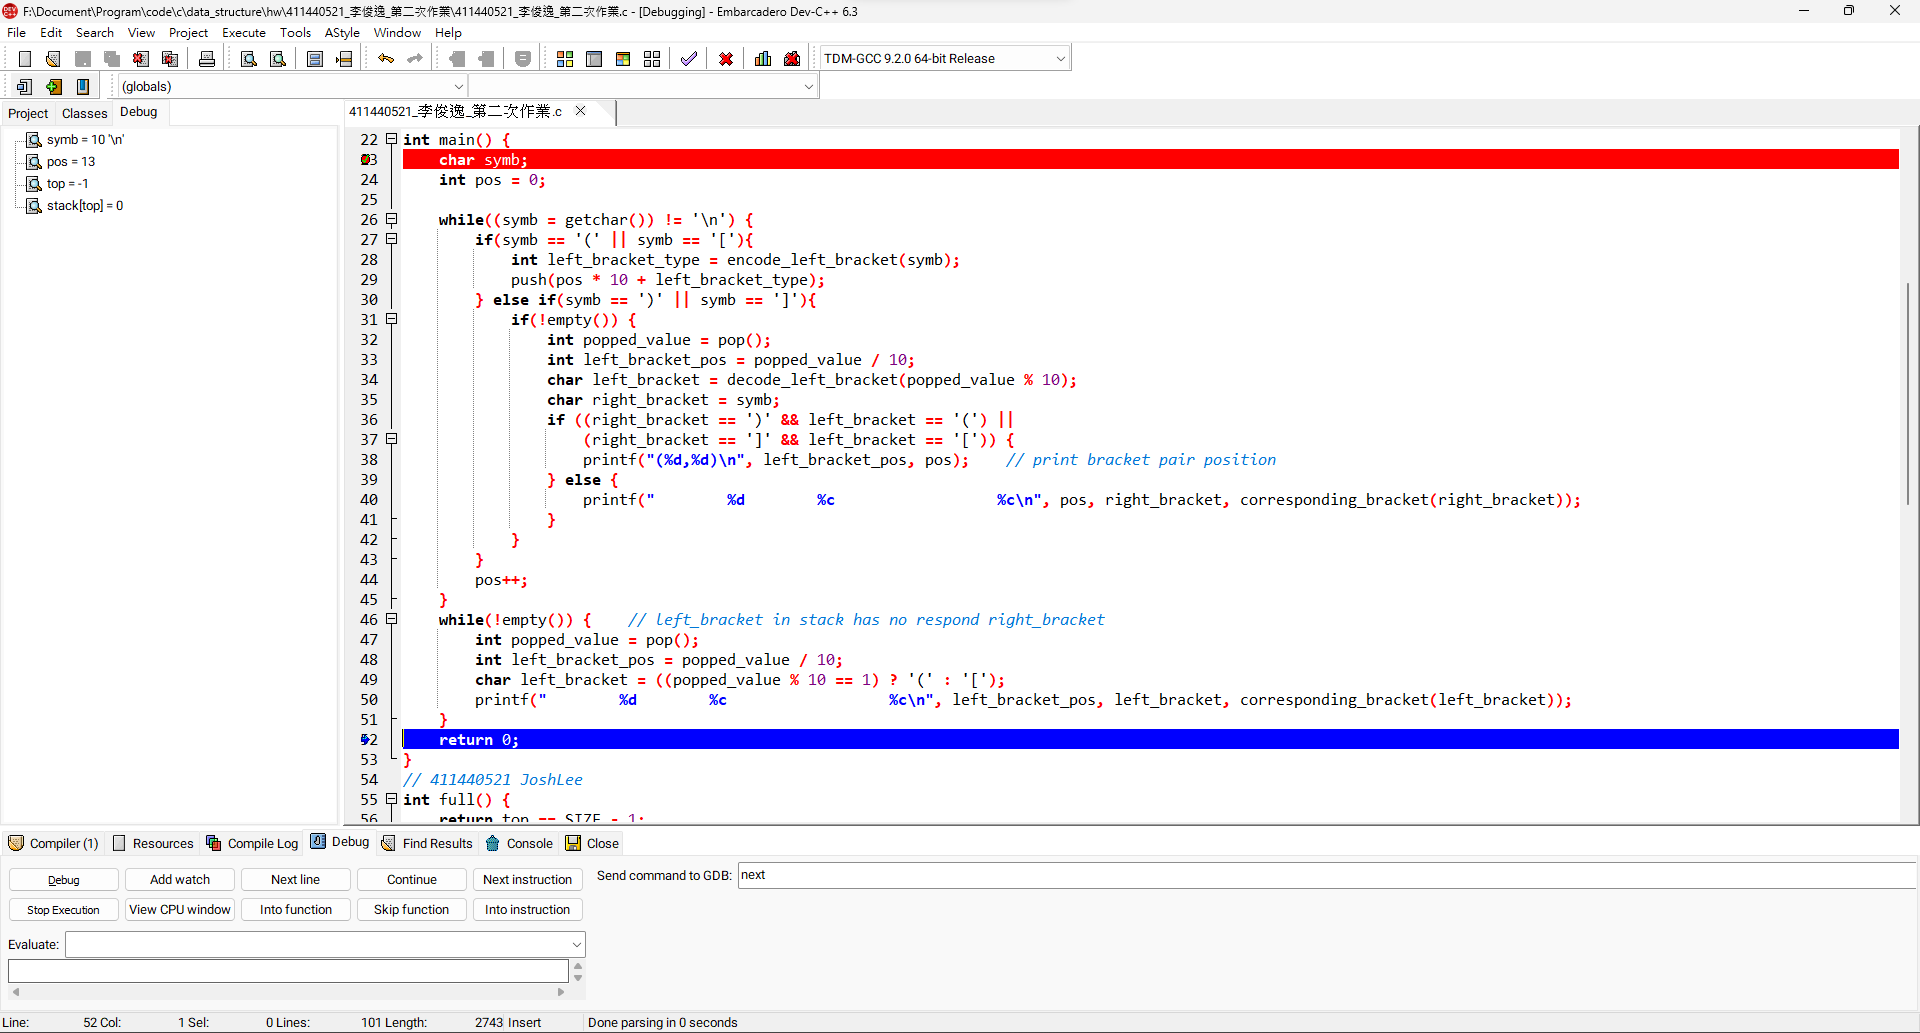 F:\Document\Program\code\c\data_structure\hw\411440521_李俊逸_第二次作業\411440521_李俊逸_第二次作業.c - [Debugging] - Embarcadero Dev-C++ 6.3
File Edit Search View Project Execute Tools AStyle Window Help
TDM-GCC 9.2.0 64-bit Release
(globals)
Project Classes Debug
symb = 10 '\n'
pos = 13
top = -1
stack[top] = 0
411440521_李俊逸_第二次作業.c
22 int main() {
23     char symb;
24     int pos = 0;
25
26     while((symb = getchar()) != '\n') {
27         if(symb == '(' || symb == '['){
28             int left_bracket_type = encode_left_bracket(symb);
29             push(pos * 10 + left_bracket_type);
30         } else if(symb == ')' || symb == ']'){
31             if(!empty()) {
32                 int popped_value = pop();
33                 int left_bracket_pos = popped_value / 10;
34                 char left_bracket = decode_left_bracket(popped_value % 10);
35                 char right_bracket = symb;
36                 if ((right_bracket == ')' && left_bracket == '(') ||
37                     (right_bracket == ']' && left_bracket == '[')) {
38                     printf("(%d,%d)\n", left_bracket_pos, pos);    // print bracket pair position
39                 } else {
40                     printf("        %d        %c                  %c\n", pos, right_bracket, corresponding_bracket(right_bracket));
41                 }
42             }
43         }
44         pos++;
45     }
46     while(!empty()) {    // left_bracket in stack has no respond right_bracket
47         int popped_value = pop();
48         int left_bracket_pos = popped_value / 10;
49         char left_bracket = ((popped_value % 10 == 1) ? '(' : '[');
50         printf("        %d        %c                  %c\n", left_bracket_pos, left_bracket, corresponding_bracket(left_bracket));
51     }
52     return 0;
53 }
54 // 411440521 JoshLee
55 int full() {
56     return top == SIZE - 1;
Compiler (1) Resources Compile Log Debug Find Results Console Close
Debug Add watch Next line Continue Next instruction Send command to GDB: next
Stop Execution View CPU window Into function Skip function Into instruction
Evaluate:
Line: 52 Col: 1 Sel: 0 Lines: 101 Length: 2743 Insert Done parsing in 0 seconds